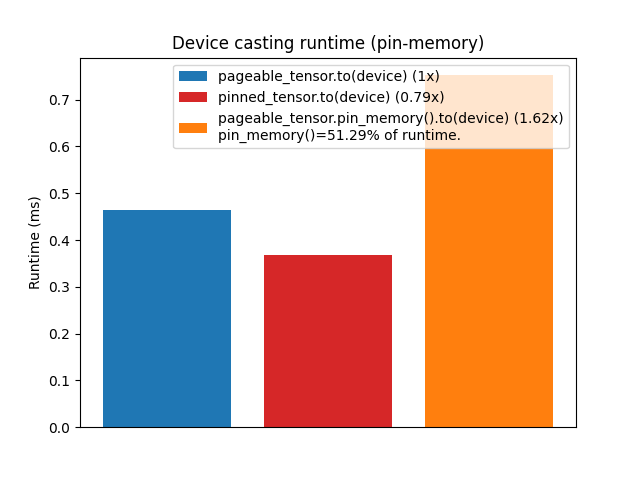 Device casting runtime (pin-memory)
pageable_tensor.to(device) (1x)
pinned_tensor.to(device) (0.79x)
pageable_tensor.pin_memory().to(device) (1.62x)
pin_memory()=51.29% of runtime.
Runtime (ms)
0.7
0.6
0.5
0.4
0.3
0.2
0.1
0.0